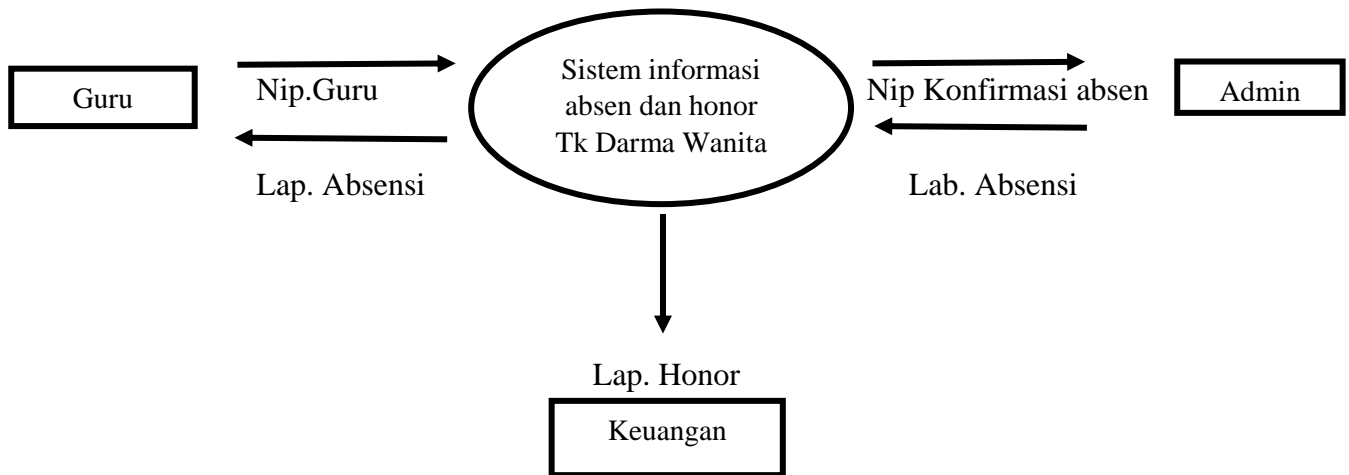 Guru
Nip.Guru
Lap. Absensi
Sistem informasi
absen dan honor
Tk Darma Wanita
Nip Konfirmasi absen
Lab. Absensi
Admin
Lap. Honor
Keuangan